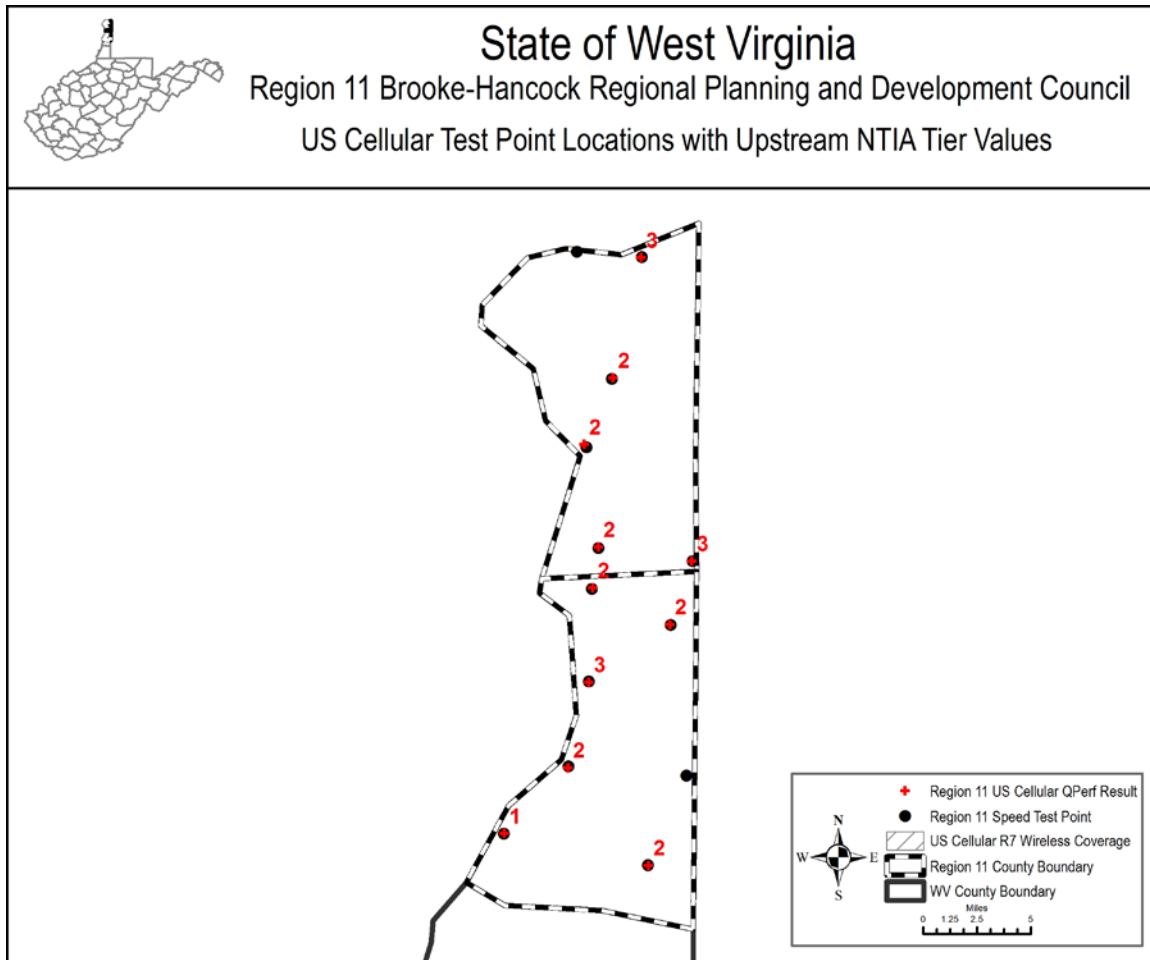 State of West Virginia
Region 11 Brooke-Hancock Regional Planning and Development Council
US Cellular Test Point Locations with Upstream NTIA Tier Values
3
2
2
2
3
2
2
3
2
1
2
N
W E
S
Region 11 US Cellular QPerf Result
Region 11 Speed Test Point
US Cellular R7 Wireless Coverage
Region 11 County Boundary
WV County Boundary
Miles
0 1.25 2.5 5